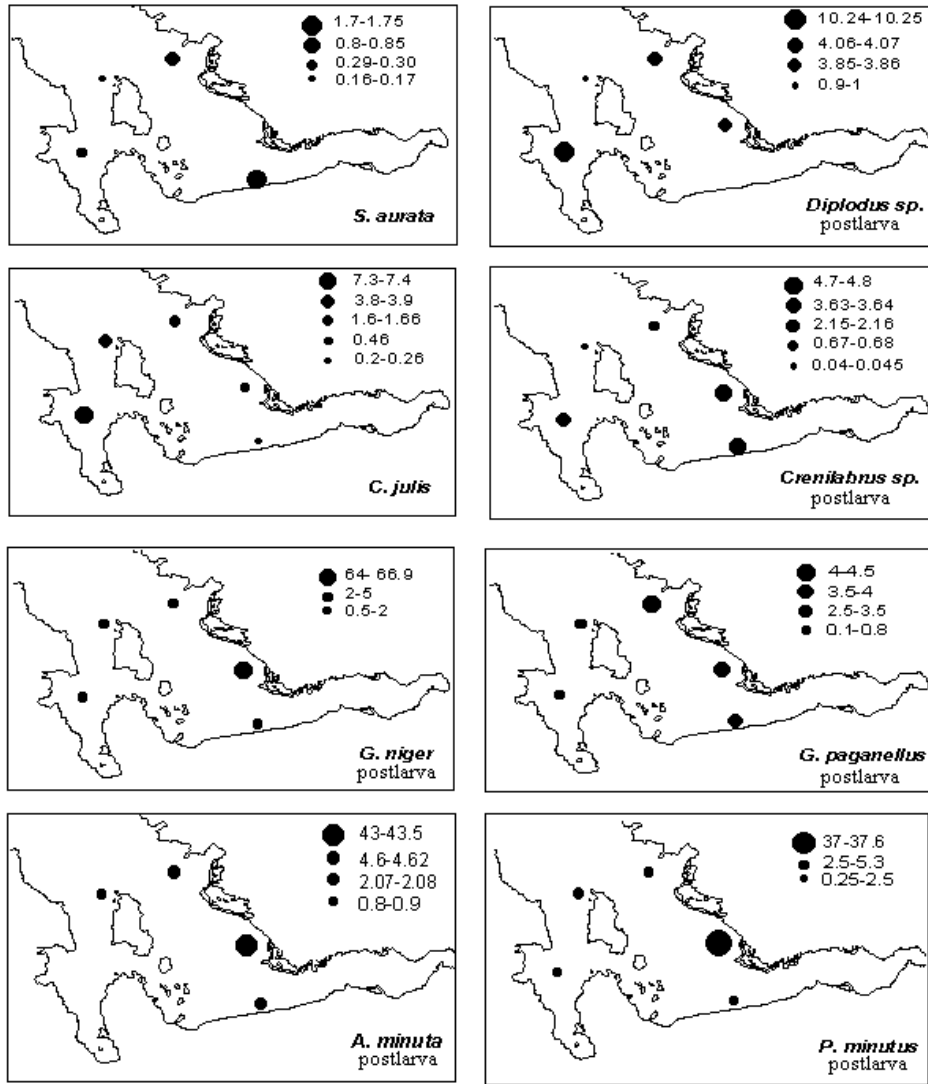 1.7-1.75
0.8-0.85
0.29-0.30
0.16-0.17
S. aurata
10.24-10.25
4.06-4.07
3.85-3.86
0.9-1
Diplodus sp.
postlarva
7.3-7.4
3.8-3.9
1.6-1.66
0.46
0.2-0.26
C. julis
4.7-4.8
3.63-3.64
2.15-2.16
0.67-0.68
0.04-0.045
Crenilabrus sp.
postlarva
64- 66.9
2-5
0.5-2
G. niger
postlarva
4-4.5
3.5-4
2.5-3.5
0.1-0.8
G. paganellus
postlarva
43-43.5
4.6-4.62
2.07-2.08
0.8-0.9
A. minuta
postlarva
37-37.6
2.5-5.3
0.25-2.5
P. minutus
postlarva